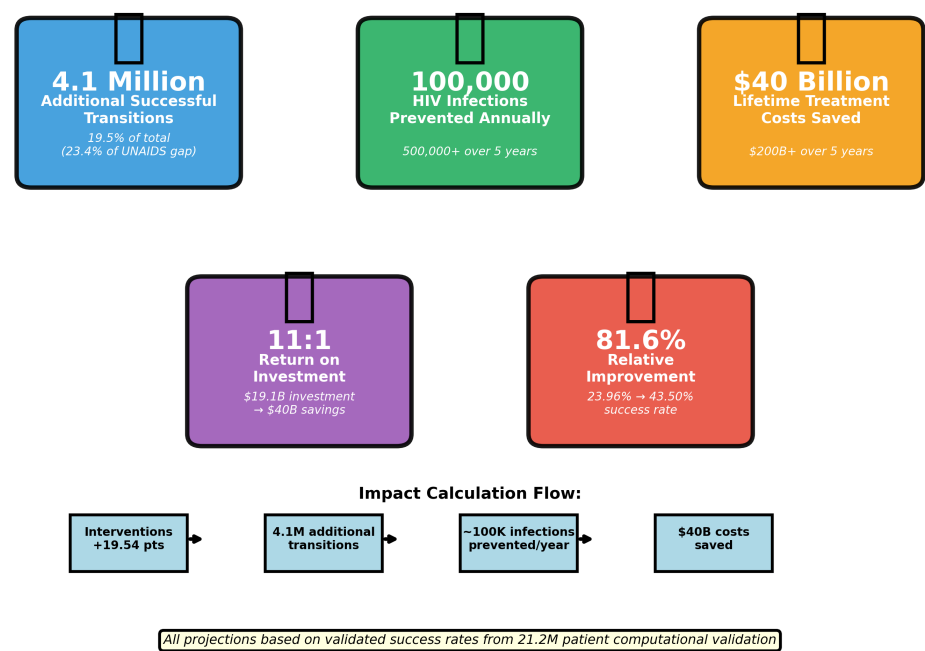 4.1 Million
Additional Successful
Transitions
19.5% of total
(23.4% of UNAIDS gap)
100,000
HIV Infections
Prevented Annually
500,000+ over 5 years
$40 Billion
Lifetime Treatment
Costs Saved
$200B+ over 5 years
11:1
Return on
Investment
$19.1B investment
→ $40B savings
81.6%
Relative
Improvement
23.96% → 43.50%
success rate
Impact Calculation Flow:
Interventions
+19.54 pts
4.1M additional
transitions
~100K infections
prevented/year
$40B costs
saved
All projections based on validated success rates from 21.2M patient computational validation